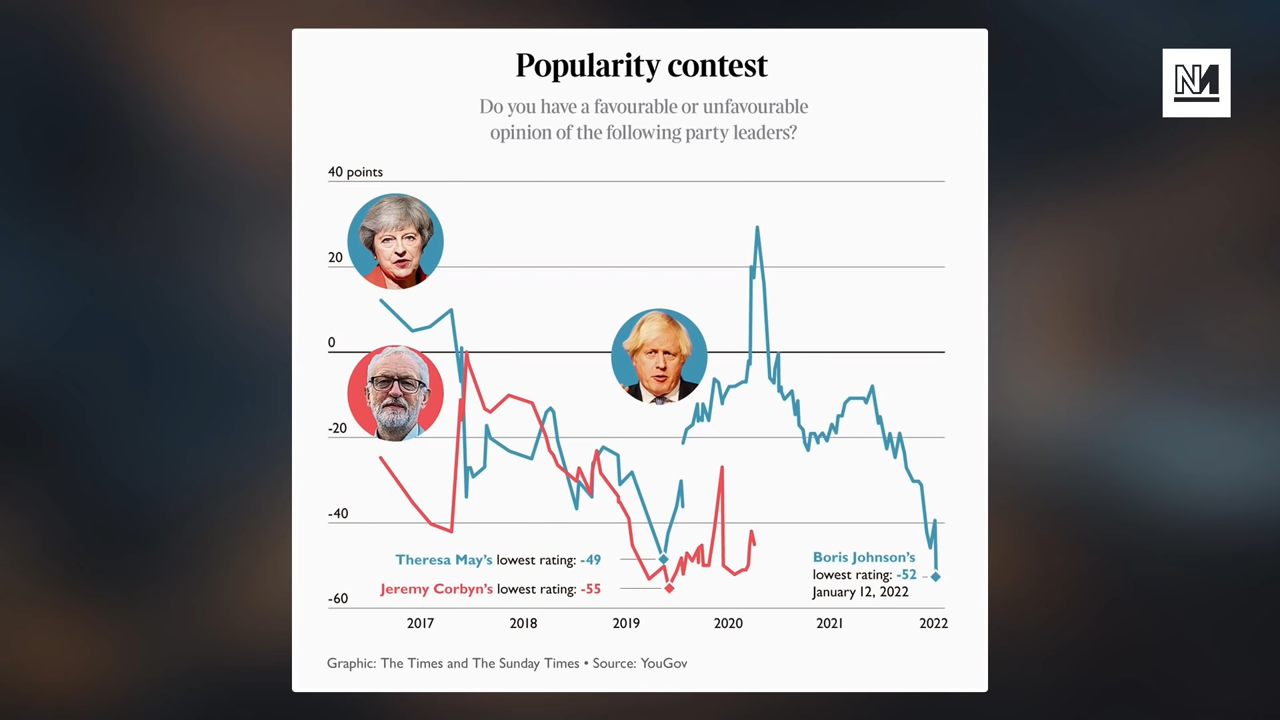 Popularity contest
Do you have a favourable or unfavourable
opinion of the following party leaders?
40 points
20
0
-20
-40
-60
Theresa May's lowest rating: -49
Jeremy Corbyn's lowest rating: -55
Boris Johnson's
lowest rating: -52
January 12, 2022
2017 2018 2019 2020 2021 2022
Graphic: The Times and The Sunday Times • Source: YouGov
NM